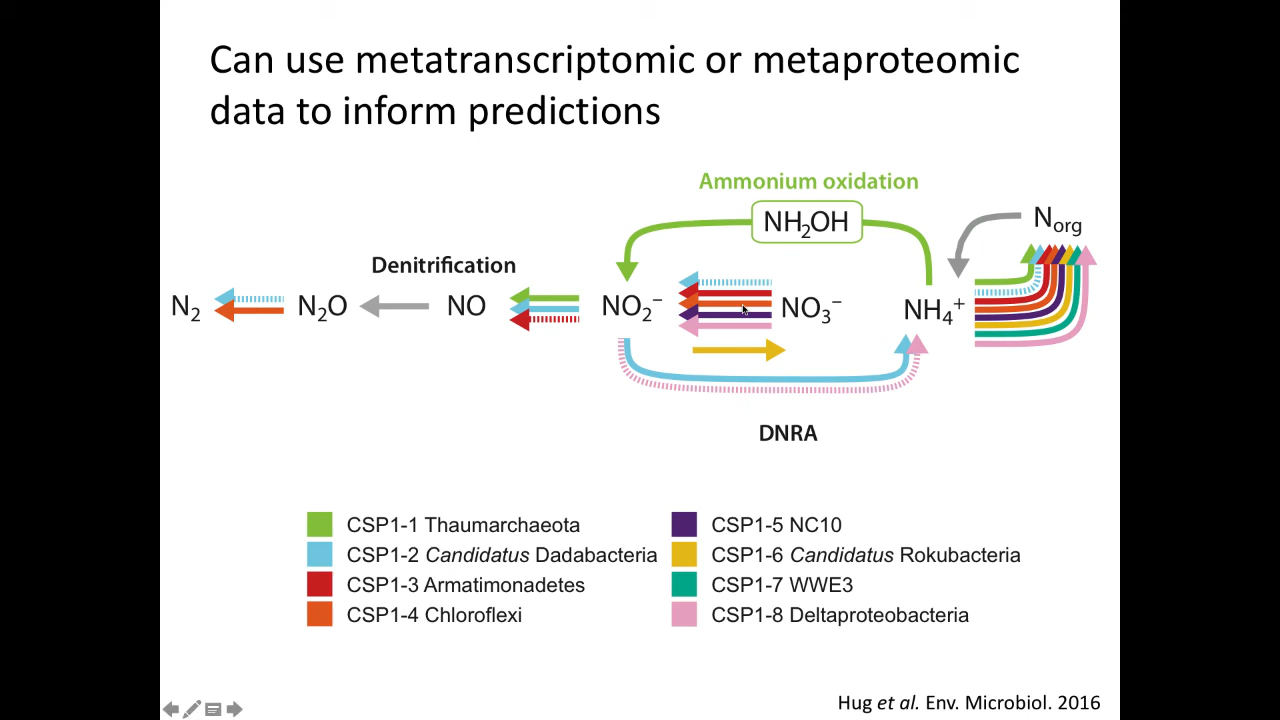 Can use metatranscriptomic or metaproteomic
data to inform predictions
Ammonium oxidation
NH₂OH
N_org
Denitrification
N₂
N₂O
NO
NO₂⁻
NO₃⁻
NH₄⁺
DNRA
CSP1-1 Thaumarchaeota
CSP1-2 Candidatus Dadabacteria
CSP1-3 Armatimonadetes
CSP1-4 Chloroflexi
CSP1-5 NC10
CSP1-6 Candidatus Rokubacteria
CSP1-7 WWE3
CSP1-8 Deltaproteobacteria
Hug et al. Env. Microbiol. 2016